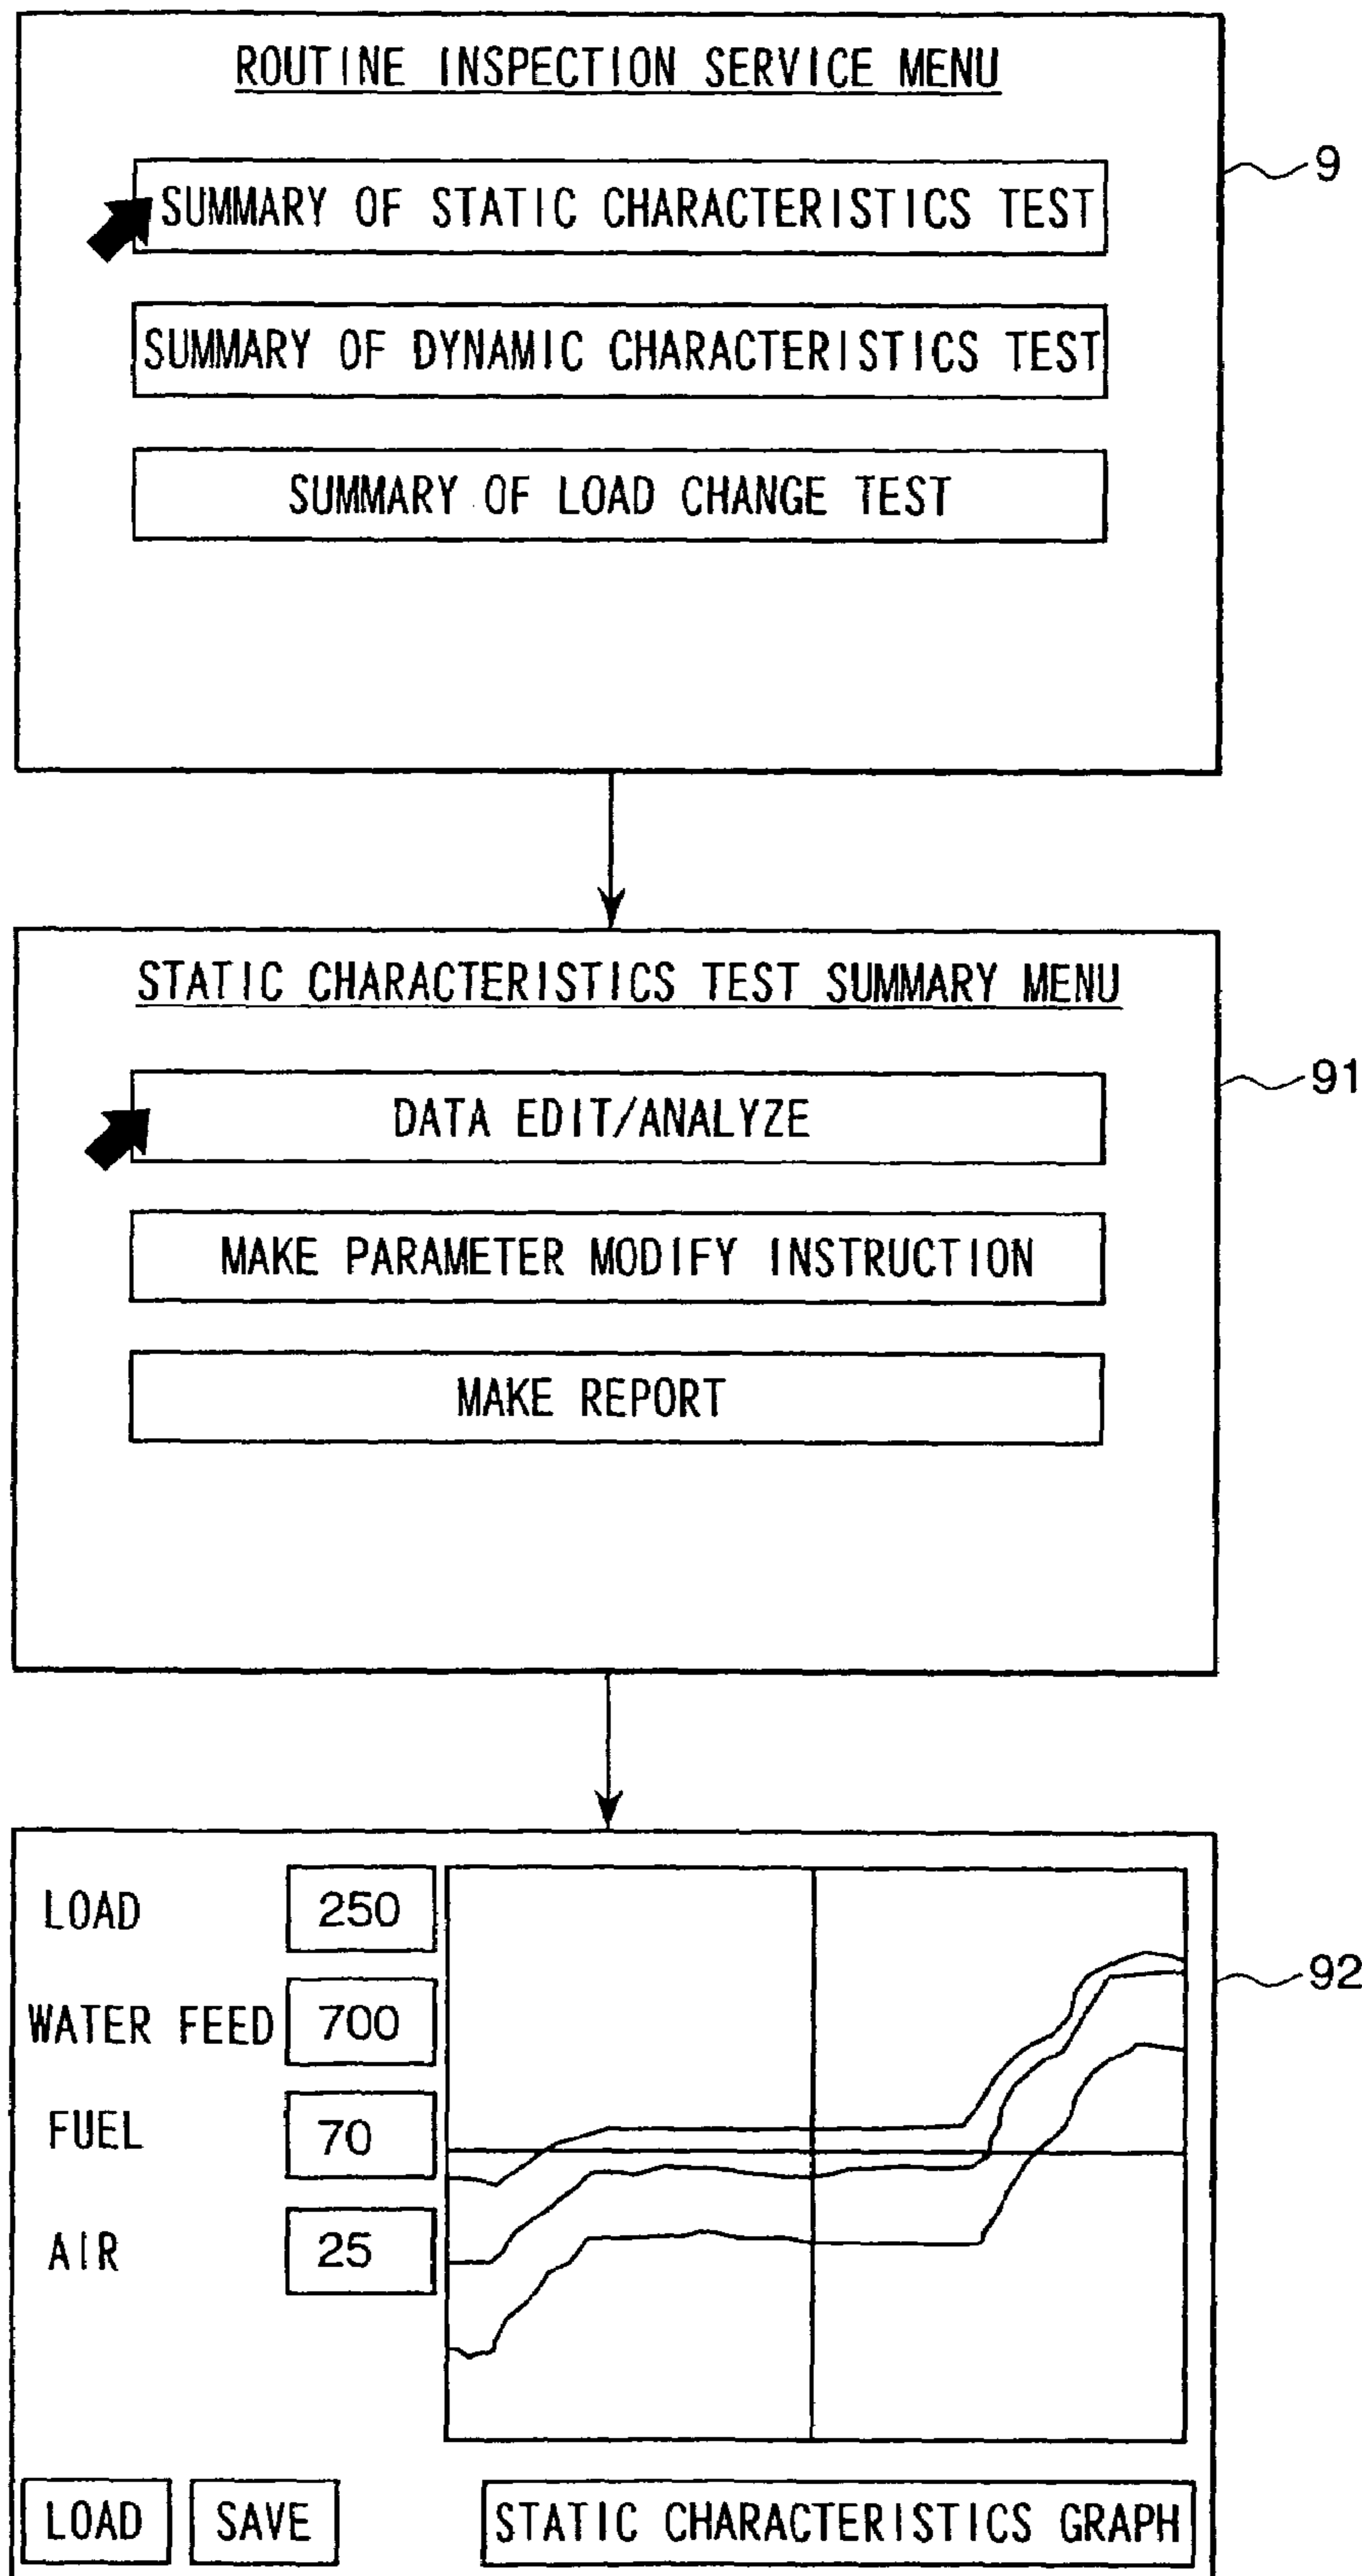 ROUTINE INSPECTION SERVICE MENU
9
SUMMARY OF STATIC CHARACTERISTICS TEST
SUMMARY OF DYNAMIC CHARACTERISTICS TEST
SUMMARY OF LOAD CHANGE TEST
STATIC CHARACTERISTICS TEST SUMMARY MENU
91
DATA EDIT/ANALYZE
MAKE PARAMETER MODIFY INSTRUCTION
MAKE REPORT
LOAD 250
92
WATER FEED 700
FUEL 70
AIR 25
LOAD SAVE STATIC CHARACTERISTICS GRAPH